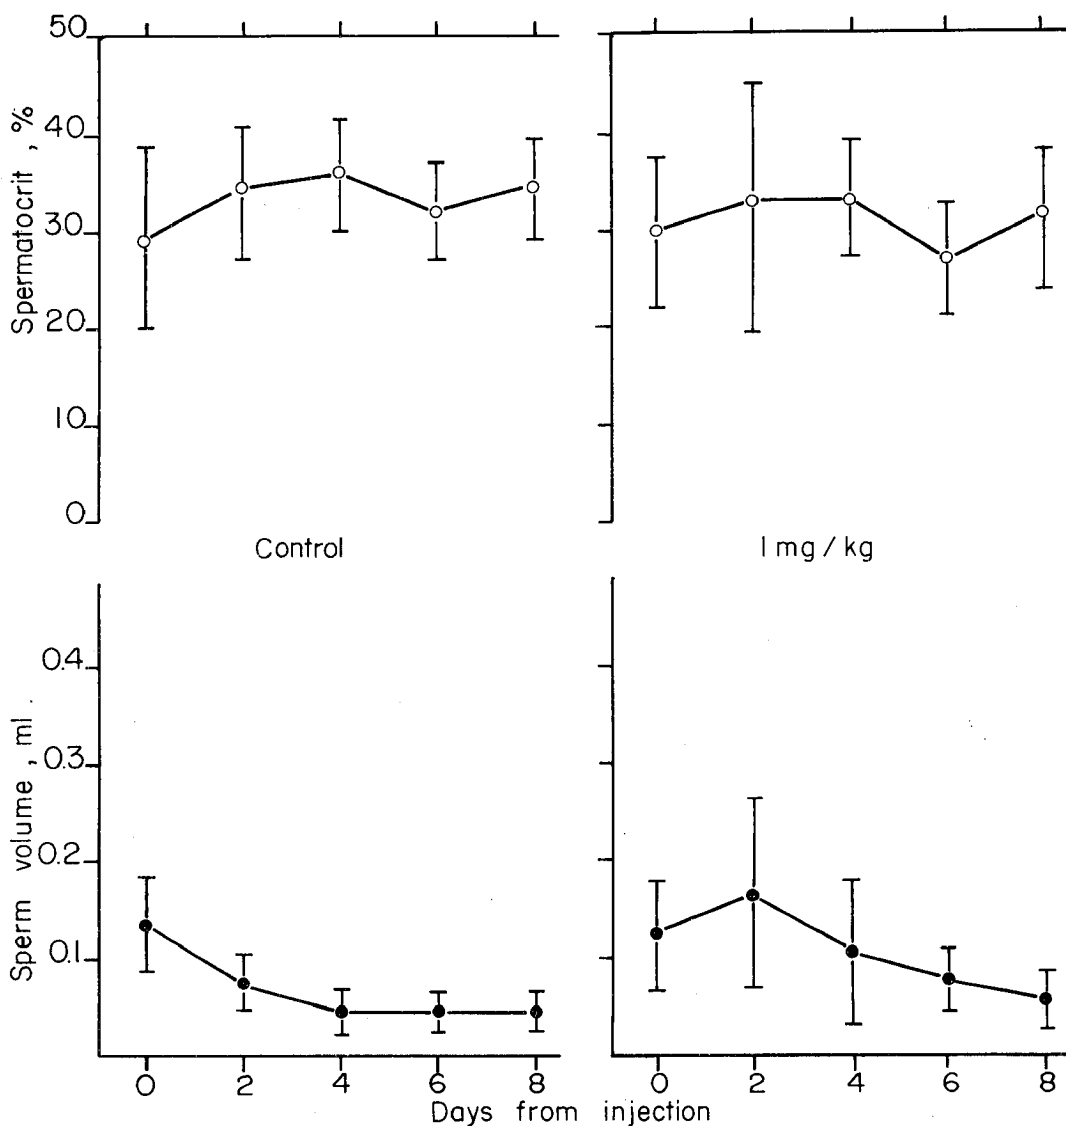 50
40
30
20
10
0
Spermatocrit, %
Control
1 mg / kg
0.4
0.3
0.2
0.1
Sperm volume, ml.
0 2 4 6 8
0 2 4 6 8
Days from injection